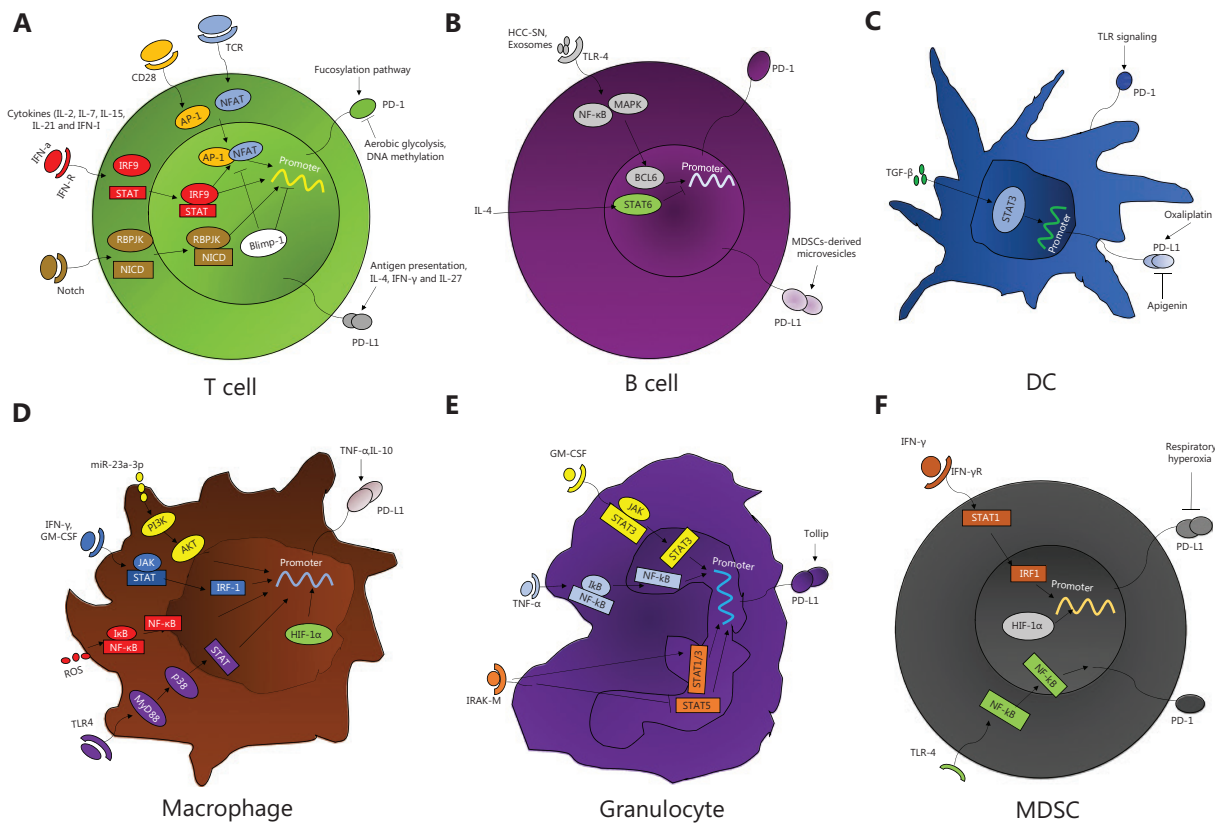 A
TCR
CD28
Fucosylation pathway
PD-1
Aerobic glycolysis,
DNA methylation
Cytokines (IL-2, IL-7, IL-15,
IL-21 and IFN-I)
IFN-a
IFN-R
AP-1
NFAT
AP-1
NFAT
Promoter
IRF9
STAT
IRF9
STAT
RBPJK
NICD
RBPJK
NICD
Blimp-1
Notch
Antigen presentation,
IL-4, IFN-γ and IL-27
PD-L1
T cell
B
HCC-SN,
Exosomes
TLR-4
PD-1
MAPK
NF-κB
BCL6
Promoter
STAT6
IL-4
MDSCs-derived
microvesicles
PD-L1
B cell
C
TLR signaling
PD-1
TGF-β
STAT3
Promoter
Oxaliplatin
PD-L1
Apigenin
DC
D
miR-23a-3p
TNF-α,IL-10
PD-L1
IFN-γ,
GM-CSF
PI3K
AKT
JAK
STAT
IRF-1
Promoter
NF-κB
IκB
NF-κB
ROS
HIF-1α
STAT
p38
MyD88
TLR4
Macrophage
E
GM-CSF
JAK
STAT3
STAT3
Promoter
Tollip
PD-L1
TNF-α
IkB
NF-kB
NF-kB
STAT1/3
STAT5
IRAK-M
Granulocyte
F
IFN-γ
IFN-γR
Respiratory
hyperoxia
STAT1
PD-L1
IRF1
Promoter
HIF-1α
NF-kB
NF-kB
PD-1
TLR-4
MDSC